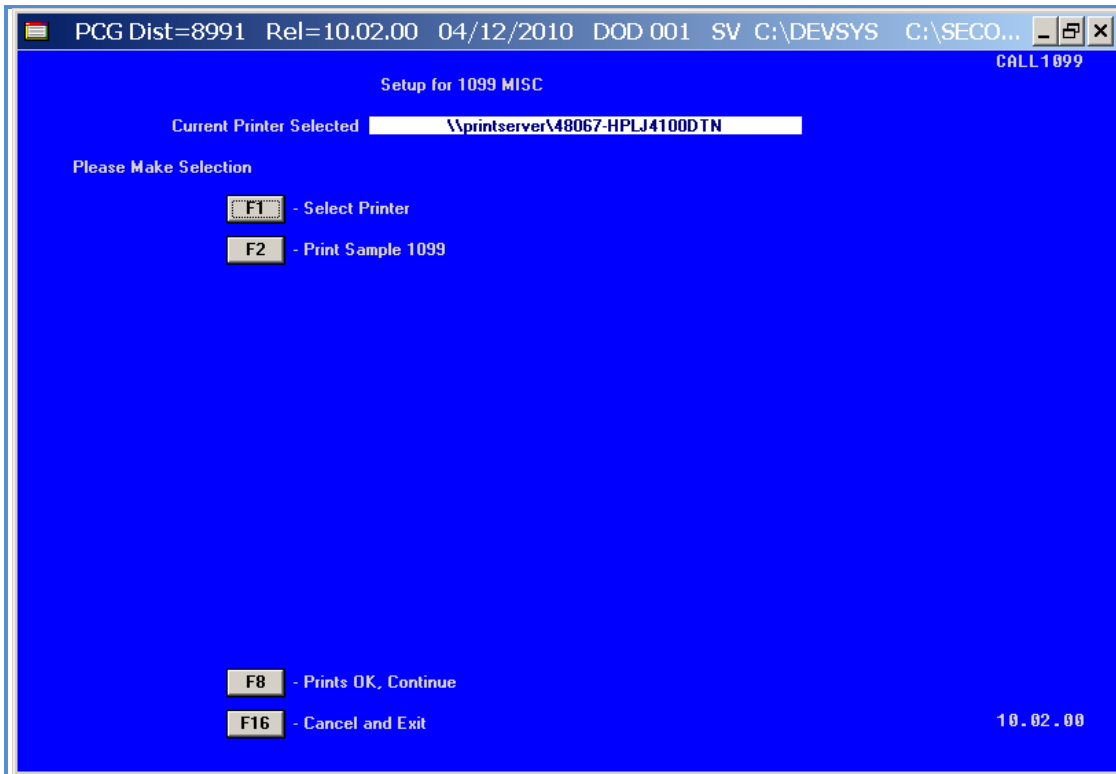 PCG Dist=8991 Rel=10.02.00 04/12/2010 DOD 001 SV C:\DEVSYS C:\SECO...
CALL1099
Setup for 1099 MISC
Current Printer Selected \\printserver\48067-HPLJ4100DTN
Please Make Selection
F1 - Select Printer
F2 - Print Sample 1099
F8 - Prints OK, Continue
F16 - Cancel and Exit
10.02.00